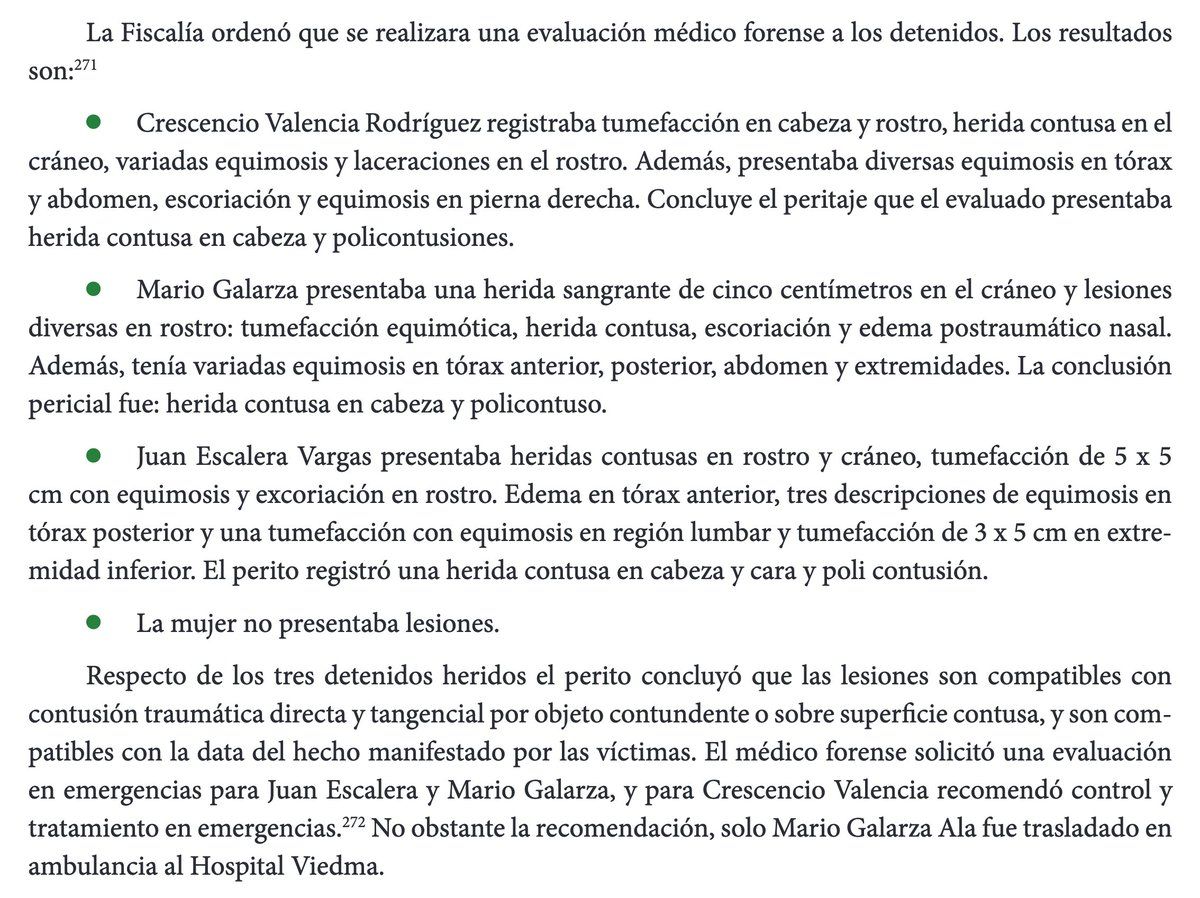 La Fiscalía ordenó que se realizara una evaluación médico forense a los detenidos. Los resultados
son:271
● Crescencio Valencia Rodríguez registraba tumefacción en cabeza y rostro, herida contusa en el
cráneo, variadas equimosis y laceraciones en el rostro. Además, presentaba diversas equimosis en tórax
y abdomen, escoriación y equimosis en pierna derecha. Concluye el peritaje que el evaluado presentaba
herida contusa en cabeza y policontusiones.
● Mario Galarza presentaba una herida sangrante de cinco centímetros en el cráneo y lesiones
diversas en rostro: tumefacción equimótica, herida contusa, escoriación y edema postraumático nasal.
Además, tenía variadas equimosis en tórax anterior, posterior, abdomen y extremidades. La conclusión
pericial fue: herida contusa en cabeza y policontuso.
● Juan Escalera Vargas presentaba heridas contusas en rostro y cráneo, tumefacción de 5 x 5
cm con equimosis y excoriación en rostro. Edema en tórax anterior, tres descripciones de equimosis en
tórax posterior y una tumefacción con equimosis en región lumbar y tumefacción de 3 x 5 cm en extre-
midad inferior. El perito registró una herida contusa en cabeza y cara y poli contusión.
● La mujer no presentaba lesiones.
Respecto de los tres detenidos heridos el perito concluyó que las lesiones son compatibles con
contusión traumática directa y tangencial por objeto contundente o sobre superficie contusa, y son com-
patibles con la data del hecho manifestado por las víctimas. El médico forense solicitó una evaluación
en emergencias para Juan Escalera y Mario Galarza, y para Crescencio Valencia recomendó control y
tratamiento en emergencias.272 No obstante la recomendación, solo Mario Galarza Ala fue trasladado en
ambulancia al Hospital Viedma.